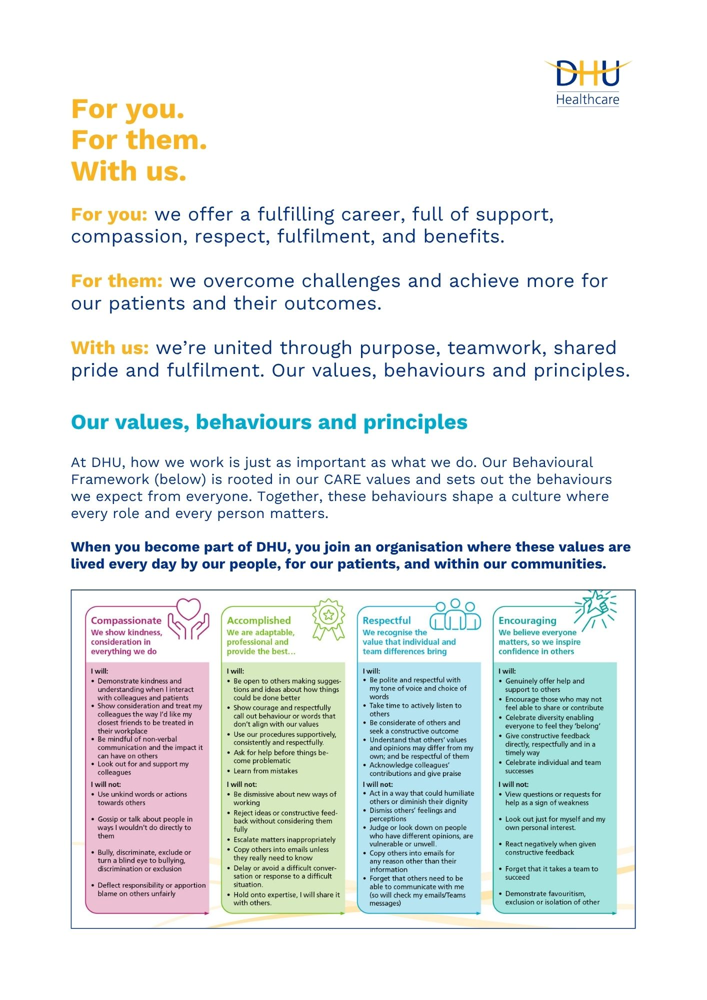 DHU
Healthcare
For you.
For them.
With us.
For you: we offer a fulfilling career, full of support,
compassion, respect, fulfilment, and benefits.
For them: we overcome challenges and achieve more for
our patients and their outcomes.
With us: we’re united through purpose, teamwork, shared
pride and fulfilment. Our values, behaviours and principles.
Our values, behaviours and principles
At DHU, how we work is just as important as what we do. Our Behavioural
Framework (below) is rooted in our CARE values and sets out the behaviours
we expect from everyone. Together, these behaviours shape a culture where
every role and every person matters.
When you become part of DHU, you join an organisation where these values are
lived every day by our people, for our patients, and within our communities.
Compassionate
We show kindness,
consideration in
everything we do
I will:
• Demonstrate kindness and
understanding when I interact
with colleagues and patients
• Show consideration and treat my
colleagues the way I’d like my
closest friends to be treated in
their workplace
• Be mindful of non-verbal
communication and the impact it
can have on others
• Look out for and support my
colleagues
I will not:
• Use unkind words or actions
towards others
• Gossip or talk about people in
ways I wouldn’t do directly to
them
• Bully, discriminate, exclude or
turn a blind eye to bullying,
discrimination or exclusion
• Deflect responsibility or apportion
blame on others unfairly
Accomplished
We are adaptable,
professional and
provide the best...
I will:
• Be open to others making sugges-
tions and ideas about how things
could be done better
• Show courage and respectfully
call out behaviour or words that
don’t align with our values
• Use our procedures supportively,
consistently and respectfully.
• Ask for help before things be-
come problematic
• Learn from mistakes
I will not:
• Be dismissive about new ways of
working
• Reject ideas or constructive feed-
back without considering them
fully
• Escalate matters inappropriately
• Copy others into emails unless
they really need to know
• Delay or avoid a difficult conver-
sation or response to a difficult
situation.
• Hold onto expertise, I will share it
with others.
Respectful
We recognise the
value that individual and
team differences bring
I will:
• Be polite and respectful with
my tone of voice and choice of
words
• Take time to actively listen to
others
• Be considerate of others and
seek a constructive outcome
• Understand that others’ values
and opinions may differ from my
own; and be respectful of them
• Acknowledge colleagues’
contributions and give praise
I will not:
• Act in a way that could humiliate
others or diminish their dignity
• Dismiss others’ feelings and
perceptions
• Judge or look down on people
who have different opinions, are
vulnerable or unwell.
• Copy others into emails for
any reason other than their
information
• Forget that others need to be
able to communicate with me
(so will check my emails/Teams
messages)
Encouraging
We believe everyone
matters, so we inspire
confidence in others
I will:
• Genuinely offer help and
support to others
• Encourage those who may not
feel able to share or contribute
• Celebrate diversity enabling
everyone to feel they ‘belong’
• Give constructive feedback
directly, respectfully and in a
timely way
• Celebrate individual and team
successes
I will not:
• View questions or requests for
help as a sign of weakness
• Look out just for myself and my
own personal interest.
• React negatively when given
constructive feedback
• Forget that it takes a team to
succeed
• Demonstrate favouritism,
exclusion or isolation of other